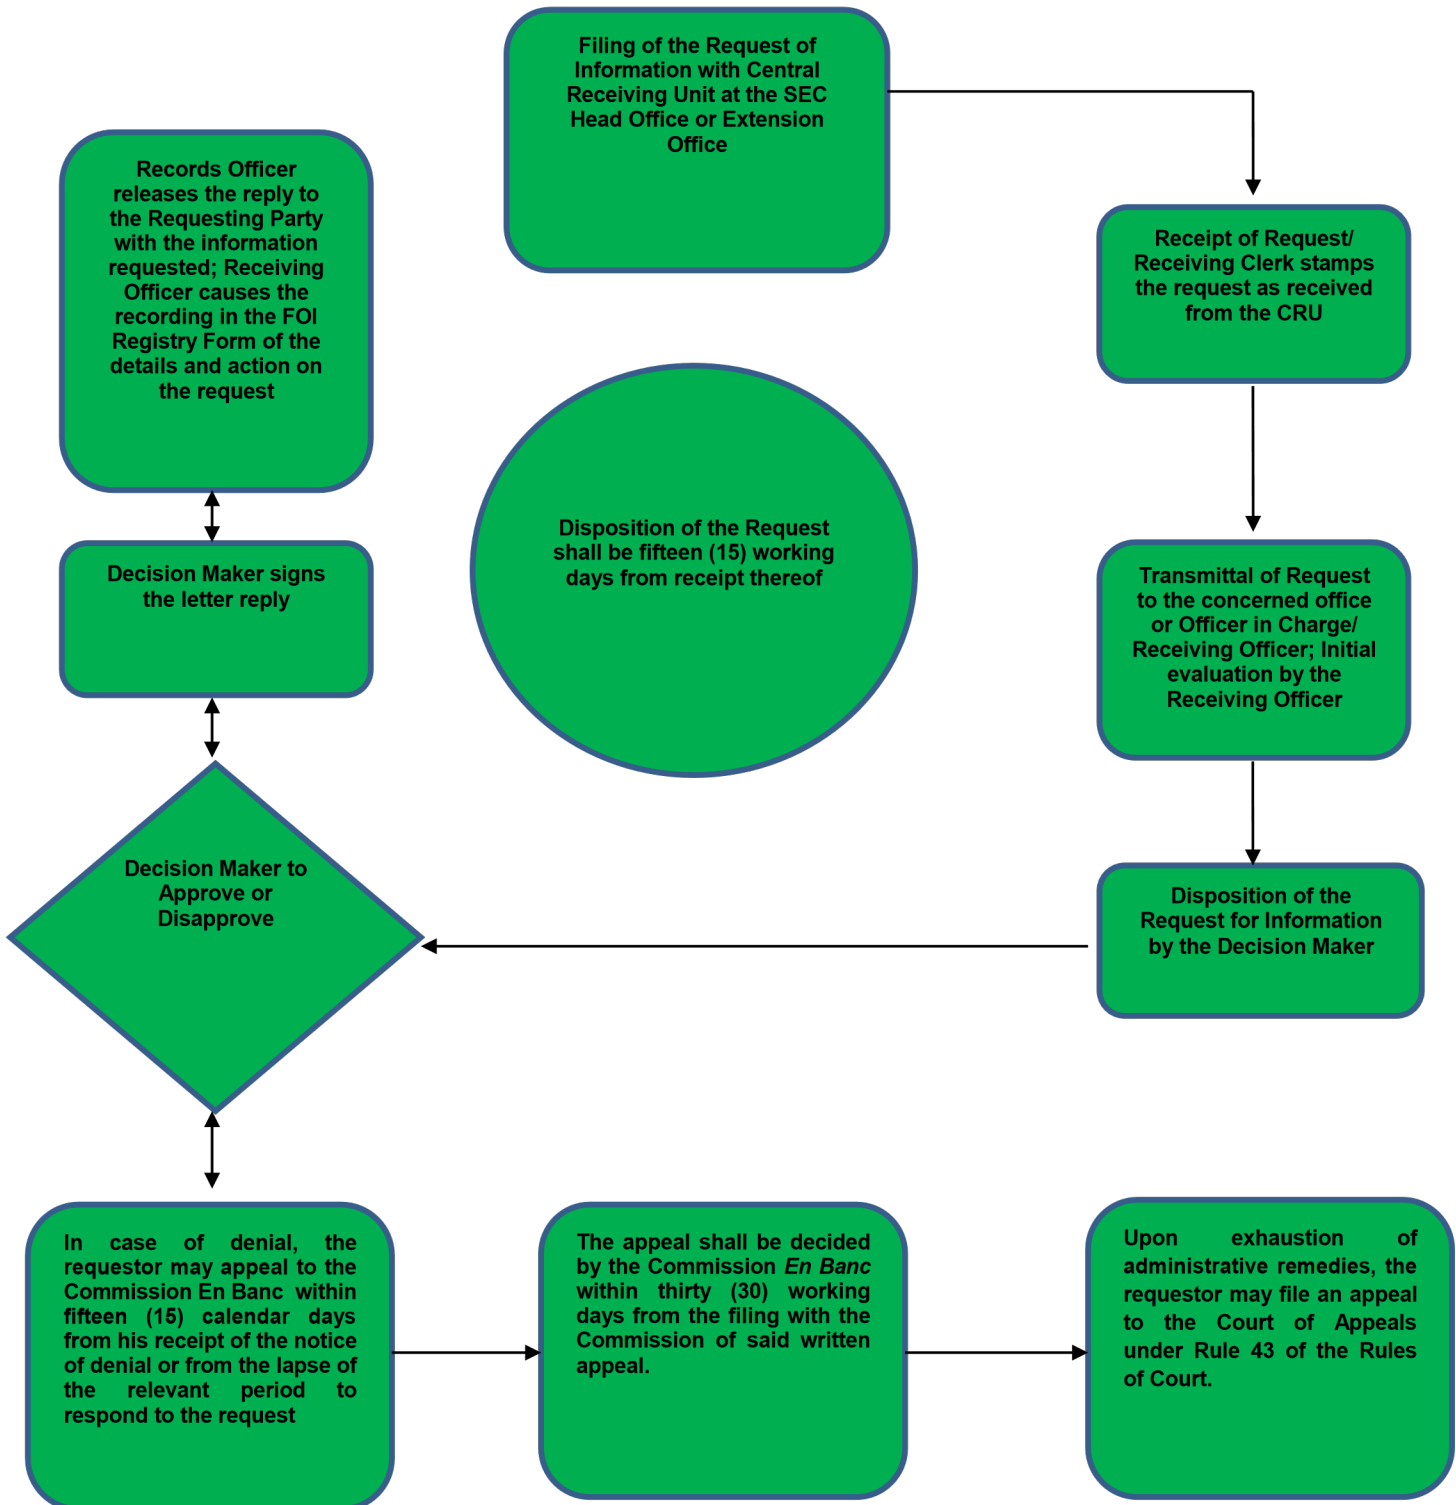 Filing of the Request of
Information with Central
Receiving Unit at the SEC
Head Office or Extension
Office
Receipt of Request/
Receiving Clerk stamps
the request as received
from the CRU
Transmittal of Request
to the concerned office
or Officer in Charge/
Receiving Officer; Initial
evaluation by the
Receiving Officer
Disposition of the
Request for Information
by the Decision Maker
Decision Maker to
Approve or
Disapprove
Decision Maker signs
the letter reply
Records Officer
releases the reply to
the Requesting Party
with the information
requested; Receiving
Officer causes the
recording in the FOI
Registry Form of the
details and action on
the request
Disposition of the Request
shall be fifteen (15) working
days from receipt thereof
In case of denial, the
requestor may appeal to the
Commission En Banc within
fifteen (15) calendar days
from his receipt of the notice
of denial or from the lapse of
the relevant period to
respond to the request
The appeal shall be decided
by the Commission En Banc
within thirty (30) working
days from the filing with the
Commission of said written
appeal.
Upon exhaustion of
administrative remedies, the
requestor may file an appeal
to the Court of Appeals
under Rule 43 of the Rules
of Court.